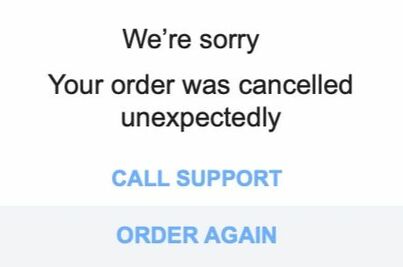 We’re sorry
Your order was cancelled
unexpectedly
CALL SUPPORT
ORDER AGAIN